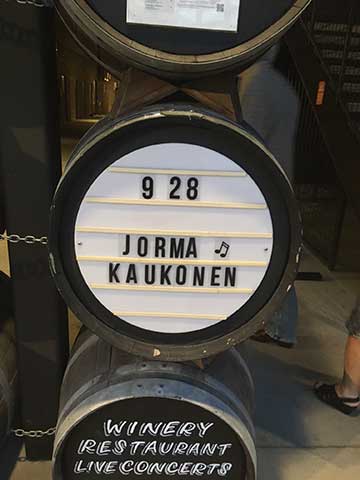 9 28
JORMA ♫
KAUKONEN
WINERY
RESTAURANT
LIVE CONCERTS